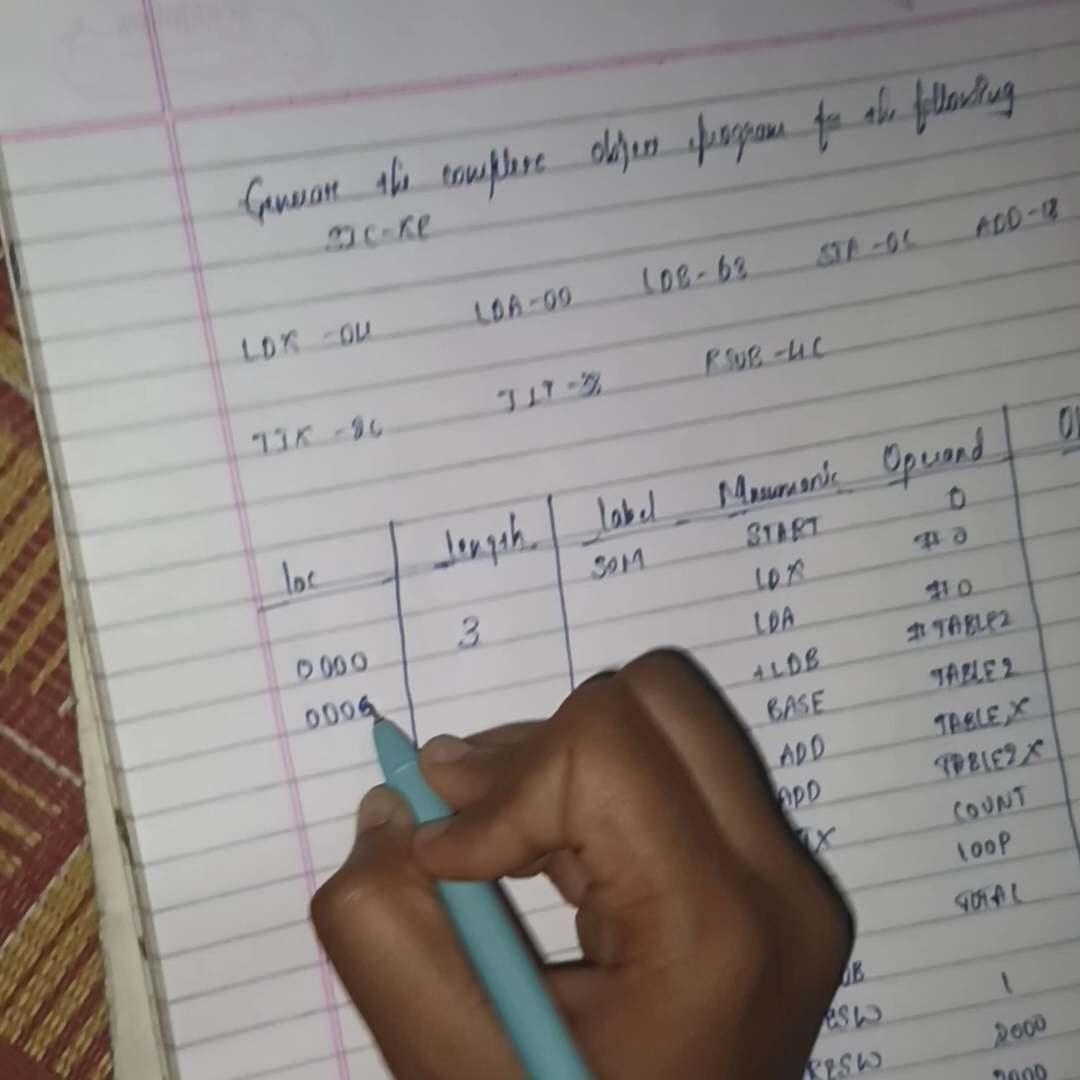 Generate the complete object program for the following
SIC-XE
LDX - 04 LDA - 00 LDB - 68 STA - 0C ADD - 18
TIX - 2C JLT - 38 RSUB - 4C
loc length. label Mnemonic Operand
SUM START 0
0000 3 LDX #0
LDA #0
+LDB #TABLE2
BASE TABLE2
ADD TABLE,X
ADD TABLE2 X
COUNT
LOOP
TOTAL
RESW 1
RESW 2000